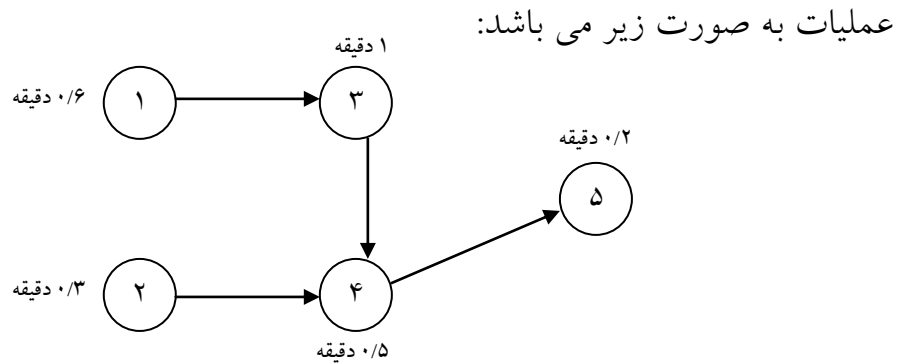 عملیات به صورت زیر می باشد:
۱ دقیقه
۰/۶ دقیقه
۱
۳
۰/۲ دقیقه
۵
۰/۳ دقیقه
۲
۴
۰/۵ دقیقه